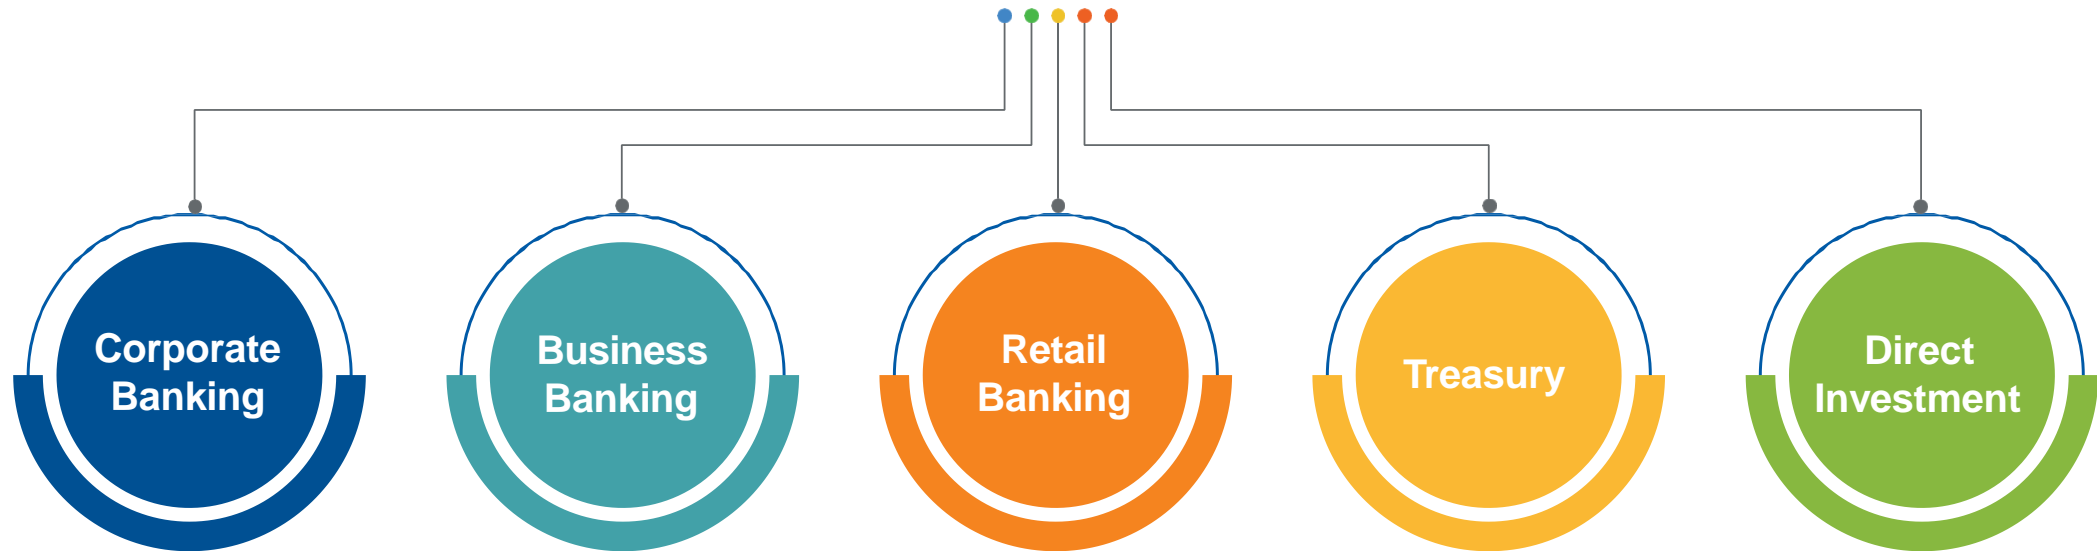 Corporate
Banking
Business
Banking
Retail
Banking
Treasury
Direct
Investment